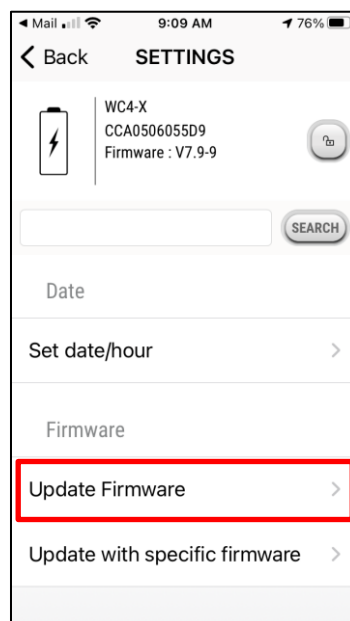 Mail 9:09 AM 76%
Back SETTINGS
WC4-X
CCA0506055D9
Firmware : V7.9-9
SEARCH
Date
Set date/hour
Firmware
Update Firmware
Update with specific firmware